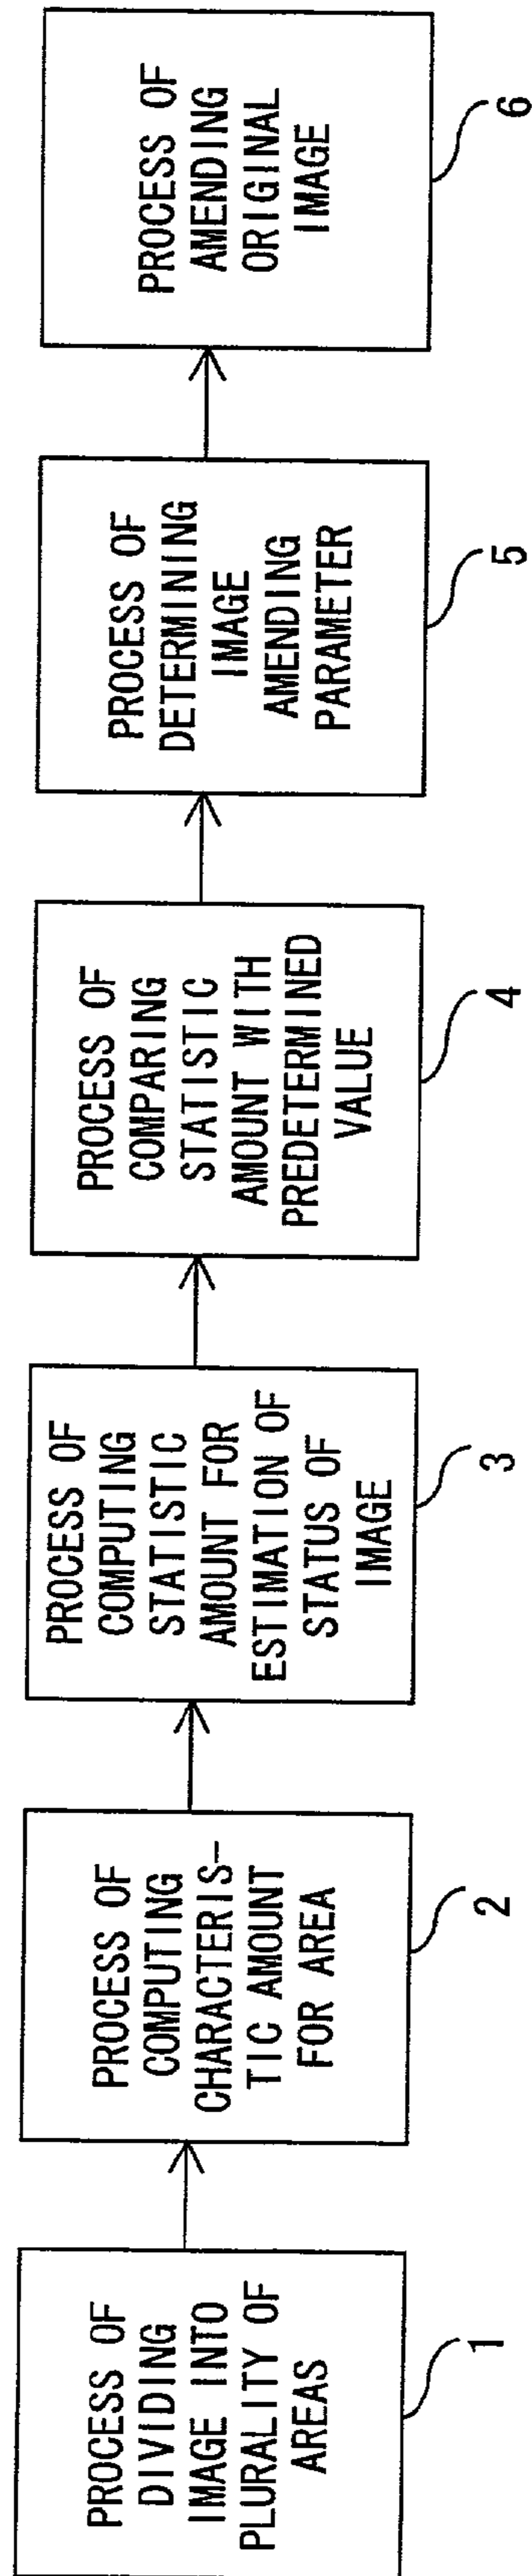 PROCESS OF
DIVIDING
IMAGE INTO
PLURALITY OF
AREAS
1
PROCESS OF
COMPUTING
CHARACTERIS-
TIC AMOUNT
FOR AREA
2
PROCESS OF
COMPUTING
STATISTIC
AMOUNT FOR
ESTIMATION OF
STATUS OF
IMAGE
3
PROCESS OF
COMPARING
STATISTIC
AMOUNT WITH
PREDETERMINED
VALUE
4
PROCESS OF
DETERMINING
IMAGE
AMENDING
PARAMETER
5
PROCESS OF
AMENDING
ORIGINAL
IMAGE
6